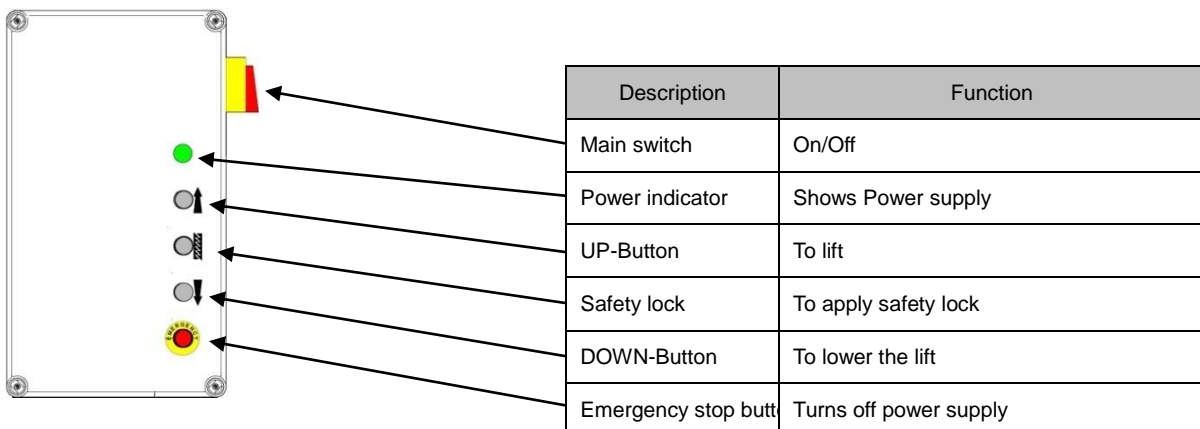 Description Function
Main switch On/Off
Power indicator Shows Power supply
UP-Button To lift
Safety lock To apply safety lock
DOWN-Button To lower the lift
Emergency stop butt Turns off power supply
EMERGENCY